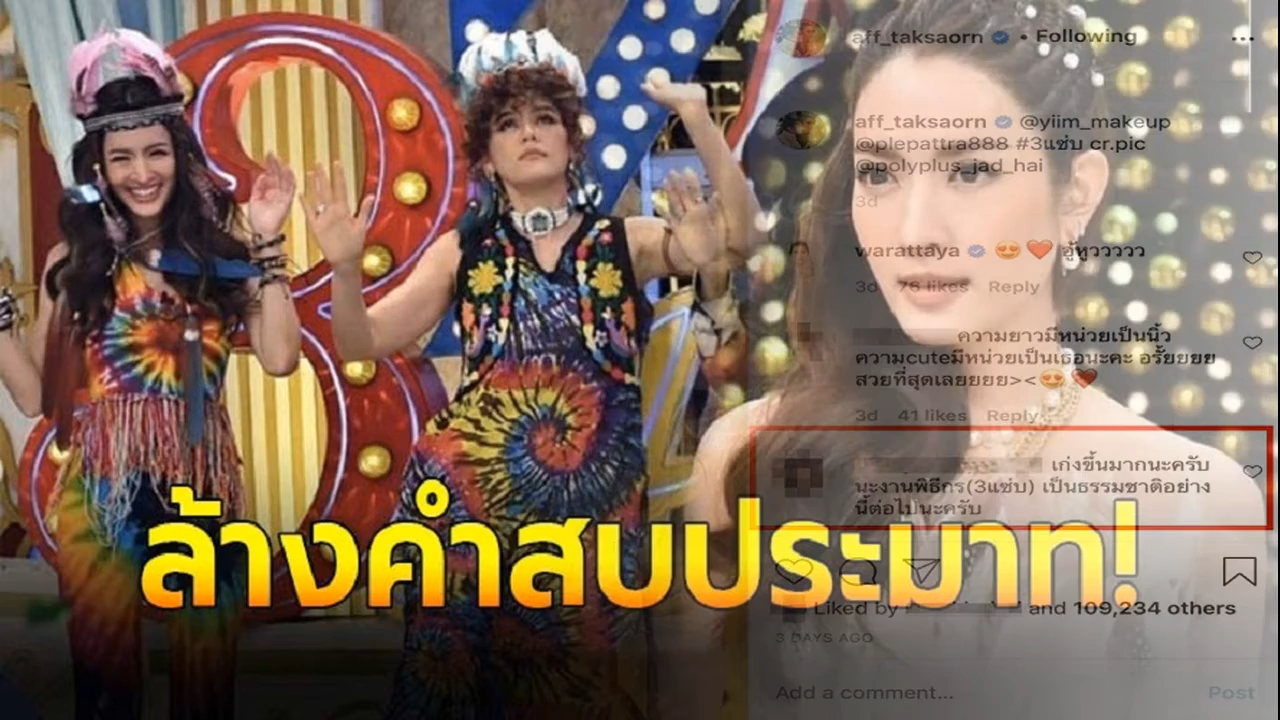 aff_taksaorn • Following
aff_taksaorn @yiim_makeup
@plepattra888 #3แซ่บ cr.pic
@polyplus_jad_hai
3d
warattaya 😍❤️ อู้หูววววว
3d 76 likes Reply
ความยาวมีหน่วยเป็นนิ้ว
ความcuteมีหน่วยเป็นเธอนะคะ อรั้ยยยย
สวยที่สุดเลยยยย><😍❤️
3d 41 likes Reply
เก่งขึ้นมากนะครับ
นะงานพิธีกร(3แซ่บ) เป็นธรรมชาติอย่าง
นี้ต่อไปนะครับ
ล้างคำสบประมาท!
Liked by and 109,234 others
3 DAYS AGO
Add a comment... Post